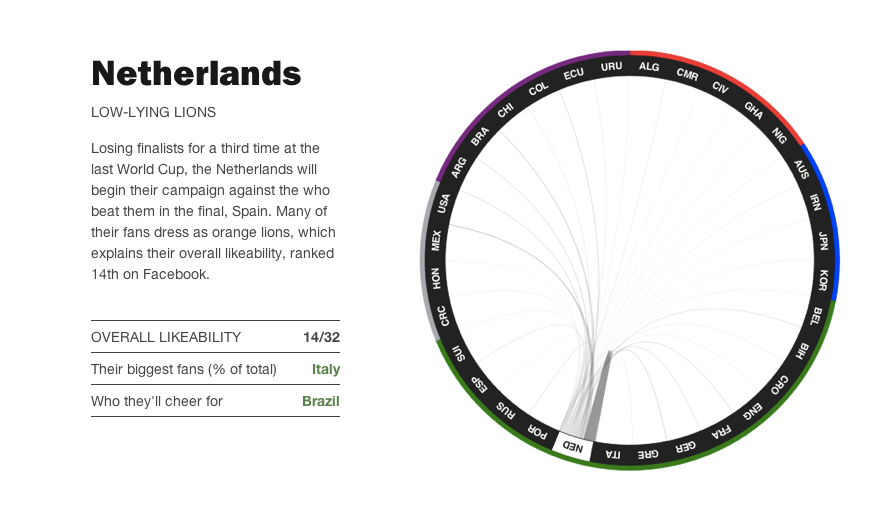 Netherlands
LOW-LYING LIONS
Losing finalists for a third time at the
last World Cup, the Netherlands will
begin their campaign against the who
beat them in the final, Spain. Many of
their fans dress as orange lions, which
explains their overall likeability, ranked
14th on Facebook.
OVERALL LIKEABILITY 14/32
Their biggest fans (% of total) Italy
Who they'll cheer for Brazil
URU
ALG
CMR
CIV
GHA
NIG
AUS
IRN
JPN
KOR
BEL
BIH
CRO
ENG
FRA
GER
GRE
ITA
NED
POR
RUS
ESP
SUI
CRC
HON
MEX
USA
ARG
BRA
CHI
COL
ECU